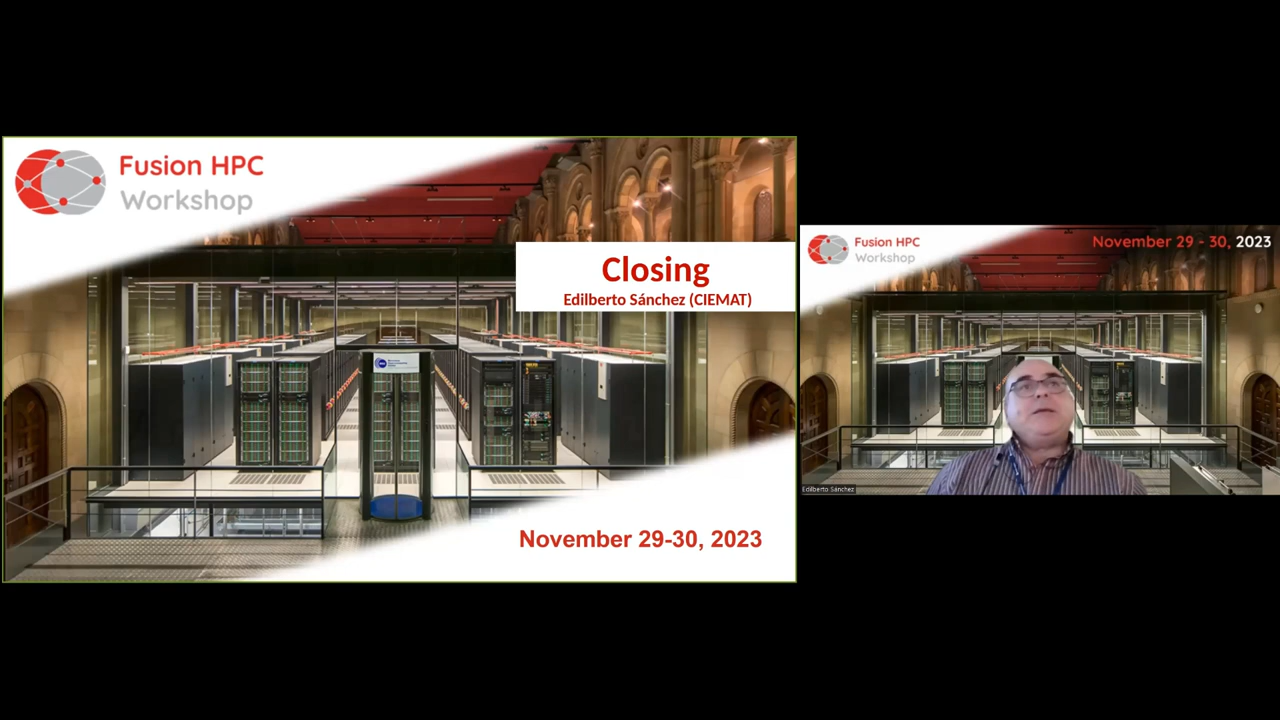 Fusion HPC
Workshop
Closing
Edilberto Sánchez (CIEMAT)
November 29-30, 2023
Fusion HPC
Workshop
November 29 - 30, 2023
Edilberto Sánchez